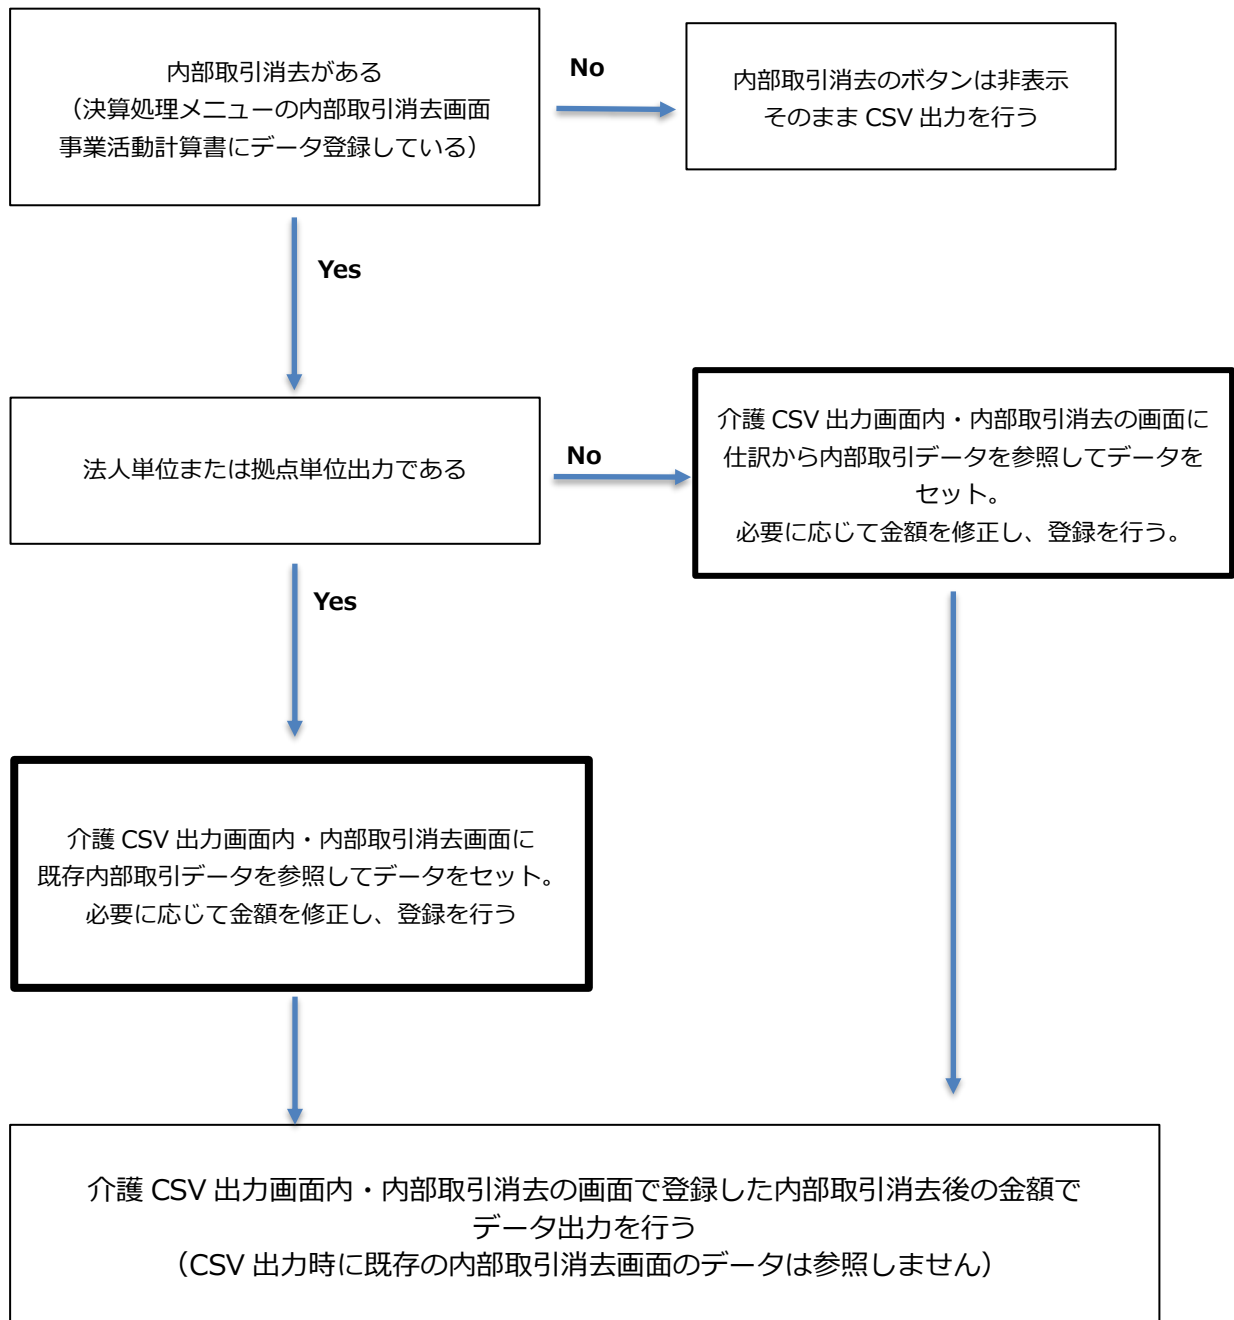 内部取引消去がある
（決算処理メニューの内部取引消去画面
事業活動計算書にデータ登録している）
No
内部取引消去のボタンは非表示
そのまま CSV 出力を行う
Yes
法人単位または拠点単位出力である
No
介護 CSV 出力画面内・内部取引消去の画面に
仕訳から内部取引データを参照してデータを
セット。
必要に応じて金額を修正し、登録を行う。
Yes
介護 CSV 出力画面内・内部取引消去画面に
既存内部取引データを参照してデータをセット。
必要に応じて金額を修正し、登録を行う
介護 CSV 出力画面内・内部取引消去の画面で登録した内部取引消去後の金額で
データ出力を行う
（CSV 出力時に既存の内部取引消去画面のデータは参照しません）